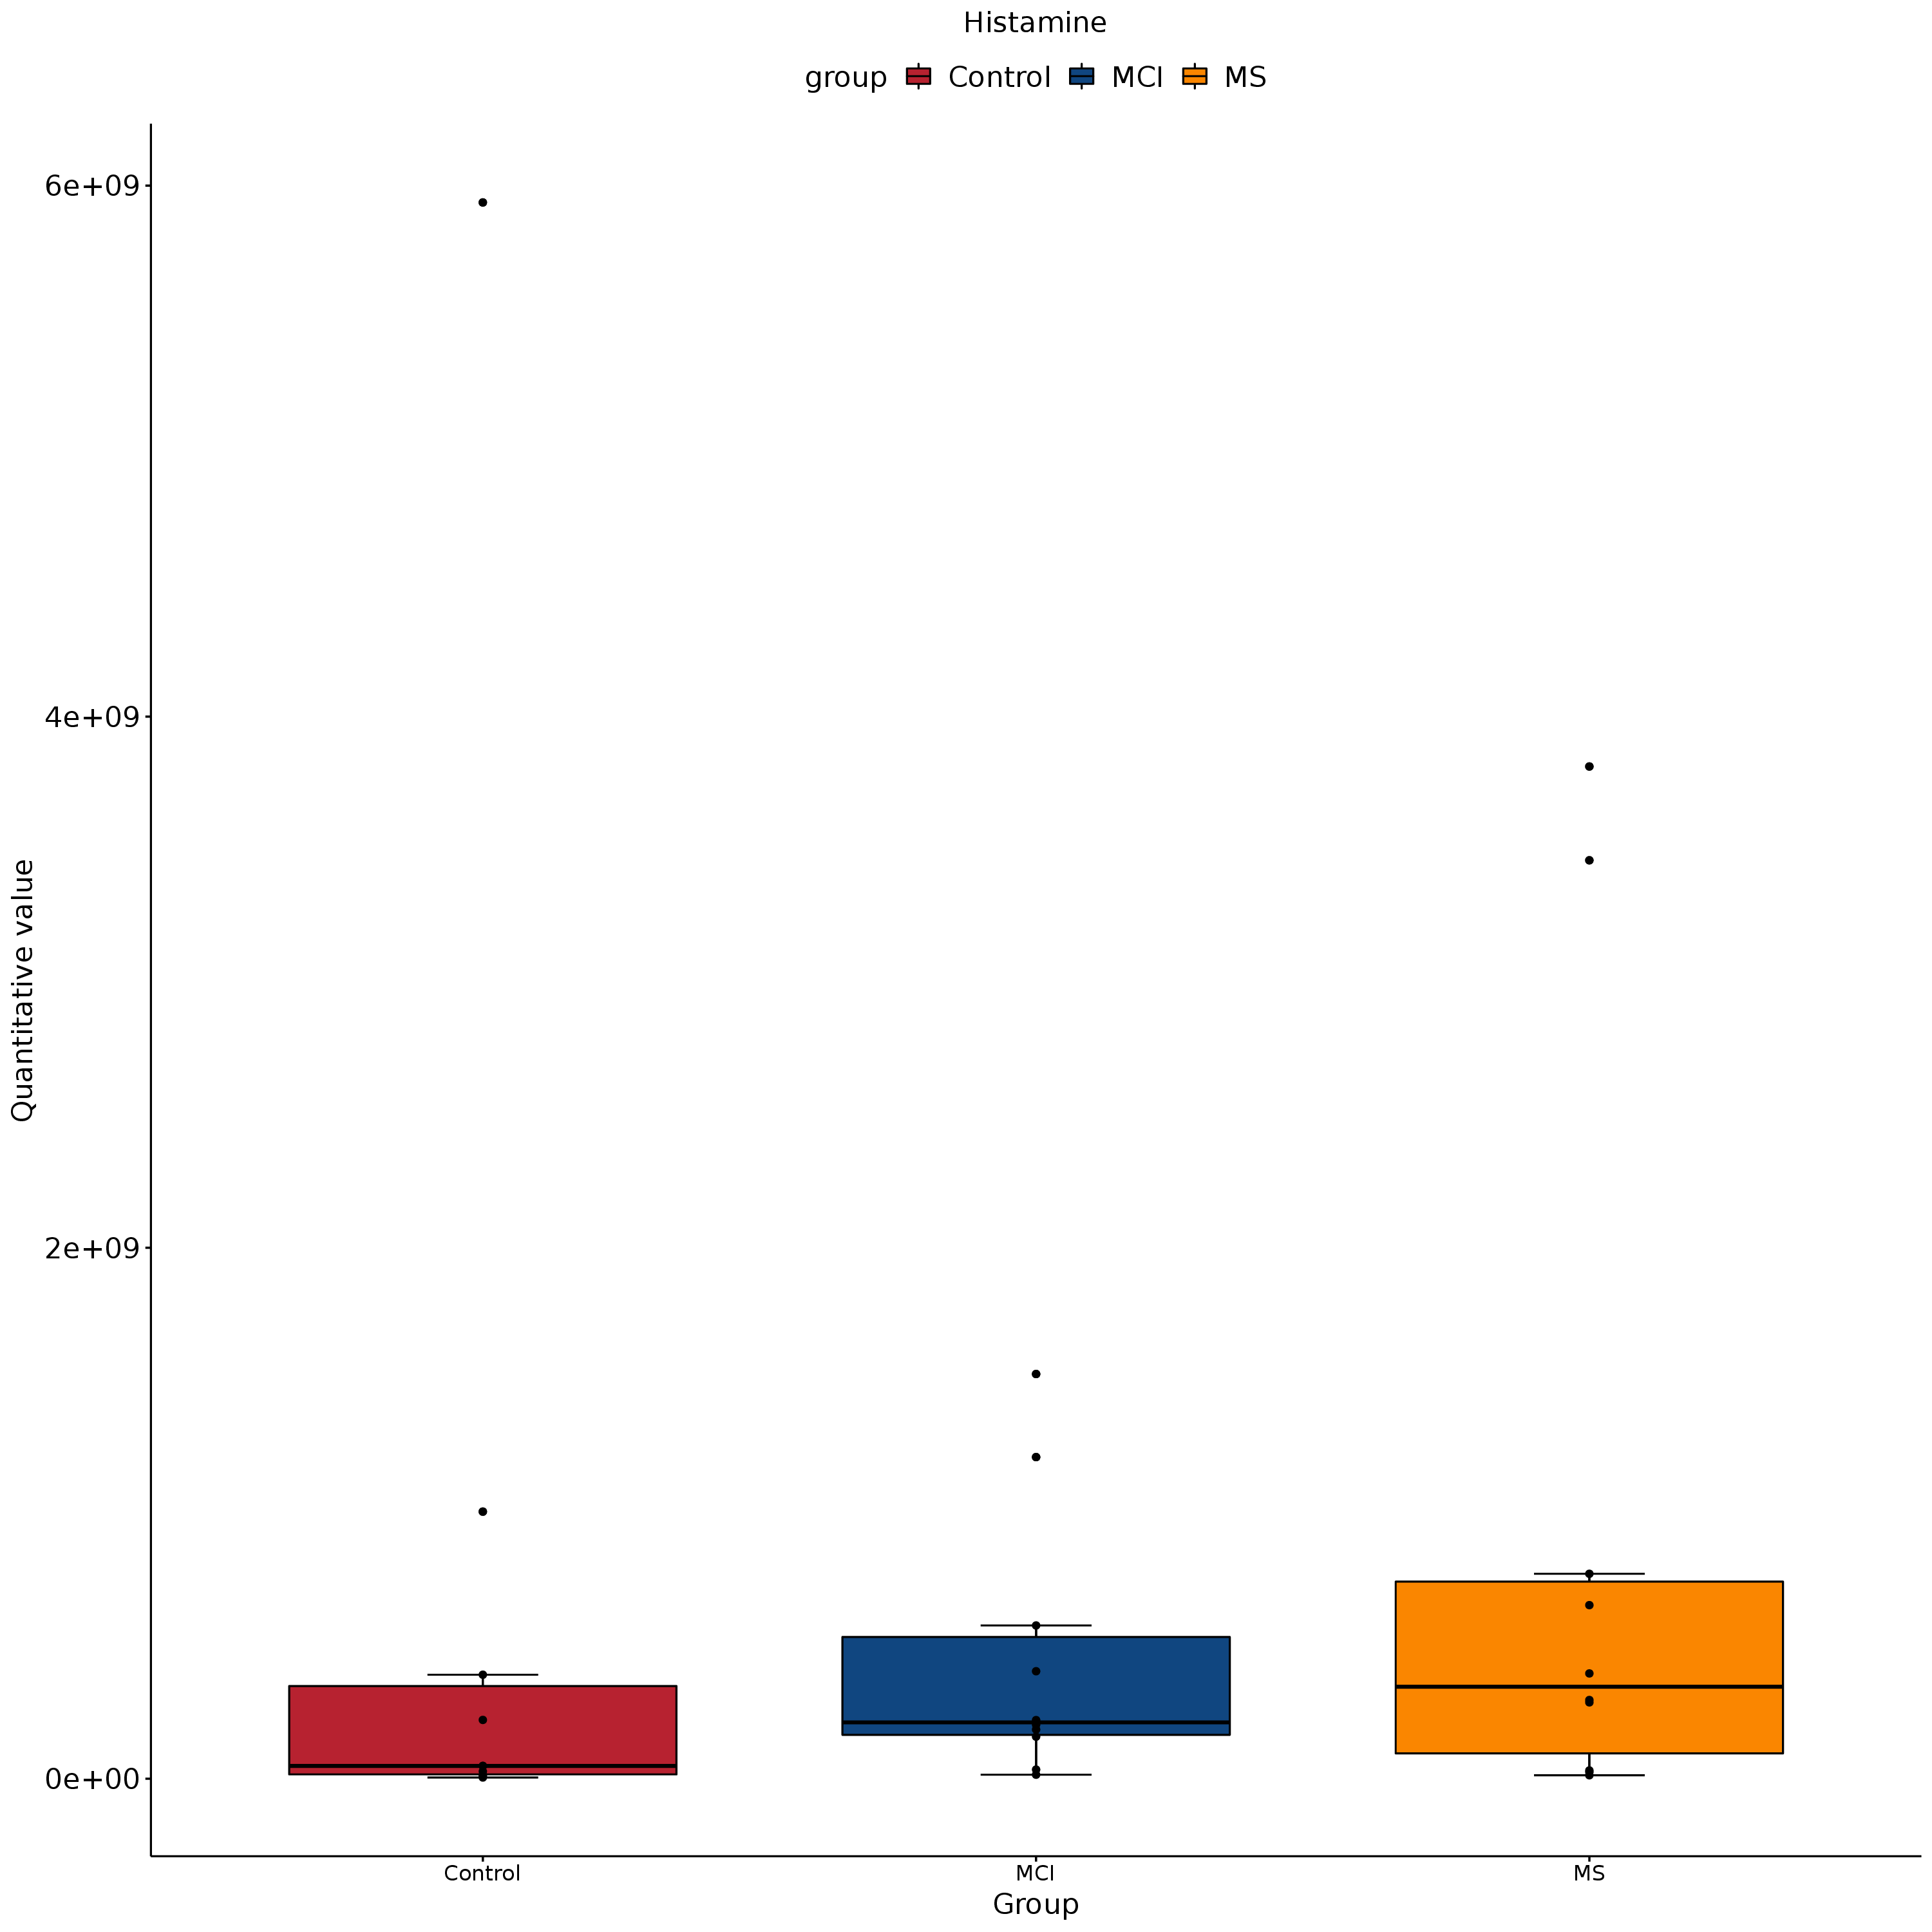 Histamine
group Control MCI MS
6e+09
4e+09
2e+09
0e+00
Quantitative value
Control MCI MS
Group